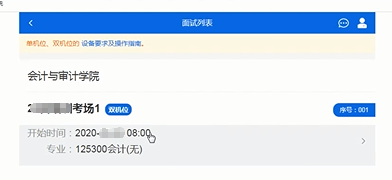 面试列表
单机位、双机位的 设备要求及操作指南。
会计与审计学院
2 考场1 双机位 序号：001
开始时间：2020- 08:00
专业：125300会计(无)